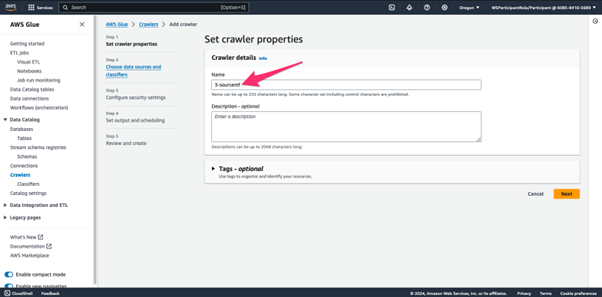 aws Services Search [Option+S] Oregon WSParticipantRole/Participant @ 6085-8410-5689
AWS Glue
Getting started
ETL jobs
Visual ETL
Notebooks
Job run monitoring
Data Catalog tables
Data connections
Workflows (orchestration)
Data Catalog
Databases
Tables
Stream schema registries
Schemas
Connections
Crawlers
Classifiers
Catalog settings
Data Integration and ETL
Legacy pages
What's New
Documentation
AWS Marketplace
Enable compact mode
Enable new navigation
AWS Glue > Crawlers > Add crawler
Step 1
Set crawler properties
Step 2
Choose data sources and
classifiers
Step 3
Configure security settings
Step 4
Set output and scheduling
Step 5
Review and create
Set crawler properties
Crawler details Info
Name
3-sourcemf
Name can be up to 255 characters long. Some character set including control characters are prohibited.
Description - optional
Enter a description
Descriptions can be up to 2048 characters long.
Tags - optional
Use tags to organize and identify your resources.
Cancel Next
CloudShell Feedback © 2024, Amazon Web Services, Inc. or its affiliates. Privacy Terms Cookie preferences